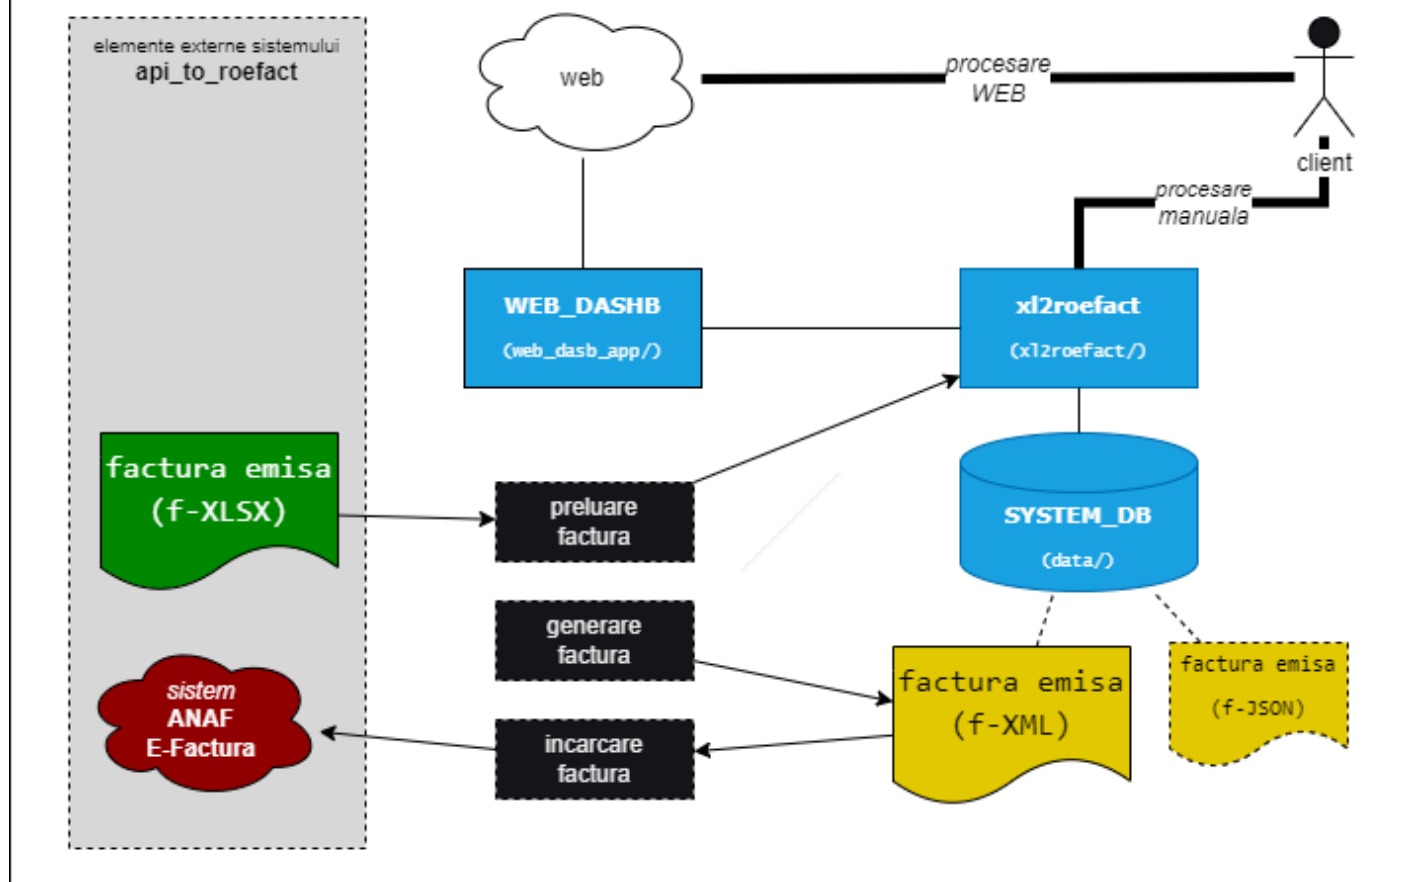 elemente externe sistemului
api_to_roefact
web
procesare
WEB
client
procesare
manuala
WEB_DASHB
(web_dasb_app/)
xl2roefact
(xl2roefact/)
factura emisa
(f-XLSX)
preluare
factura
SYSTEM_DB
(data/)
generare
factura
factura emisa
(f-XML)
factura emisa
(f-JSON)
sistem
ANAF
E-Factura
incarcare
factura